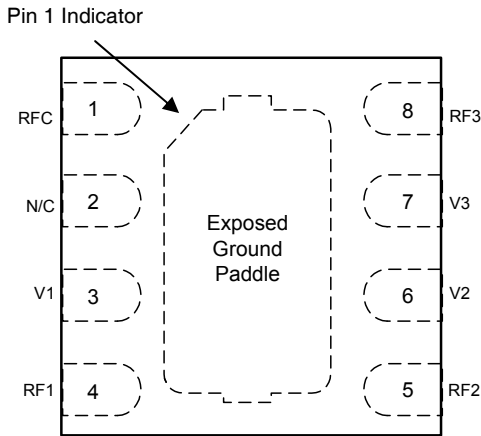 Pin 1 Indicator
RFC 1
8 RF3
N/C 2
7 V3
Exposed
Ground
Paddle
V1 3
6 V2
RF1 4
5 RF2